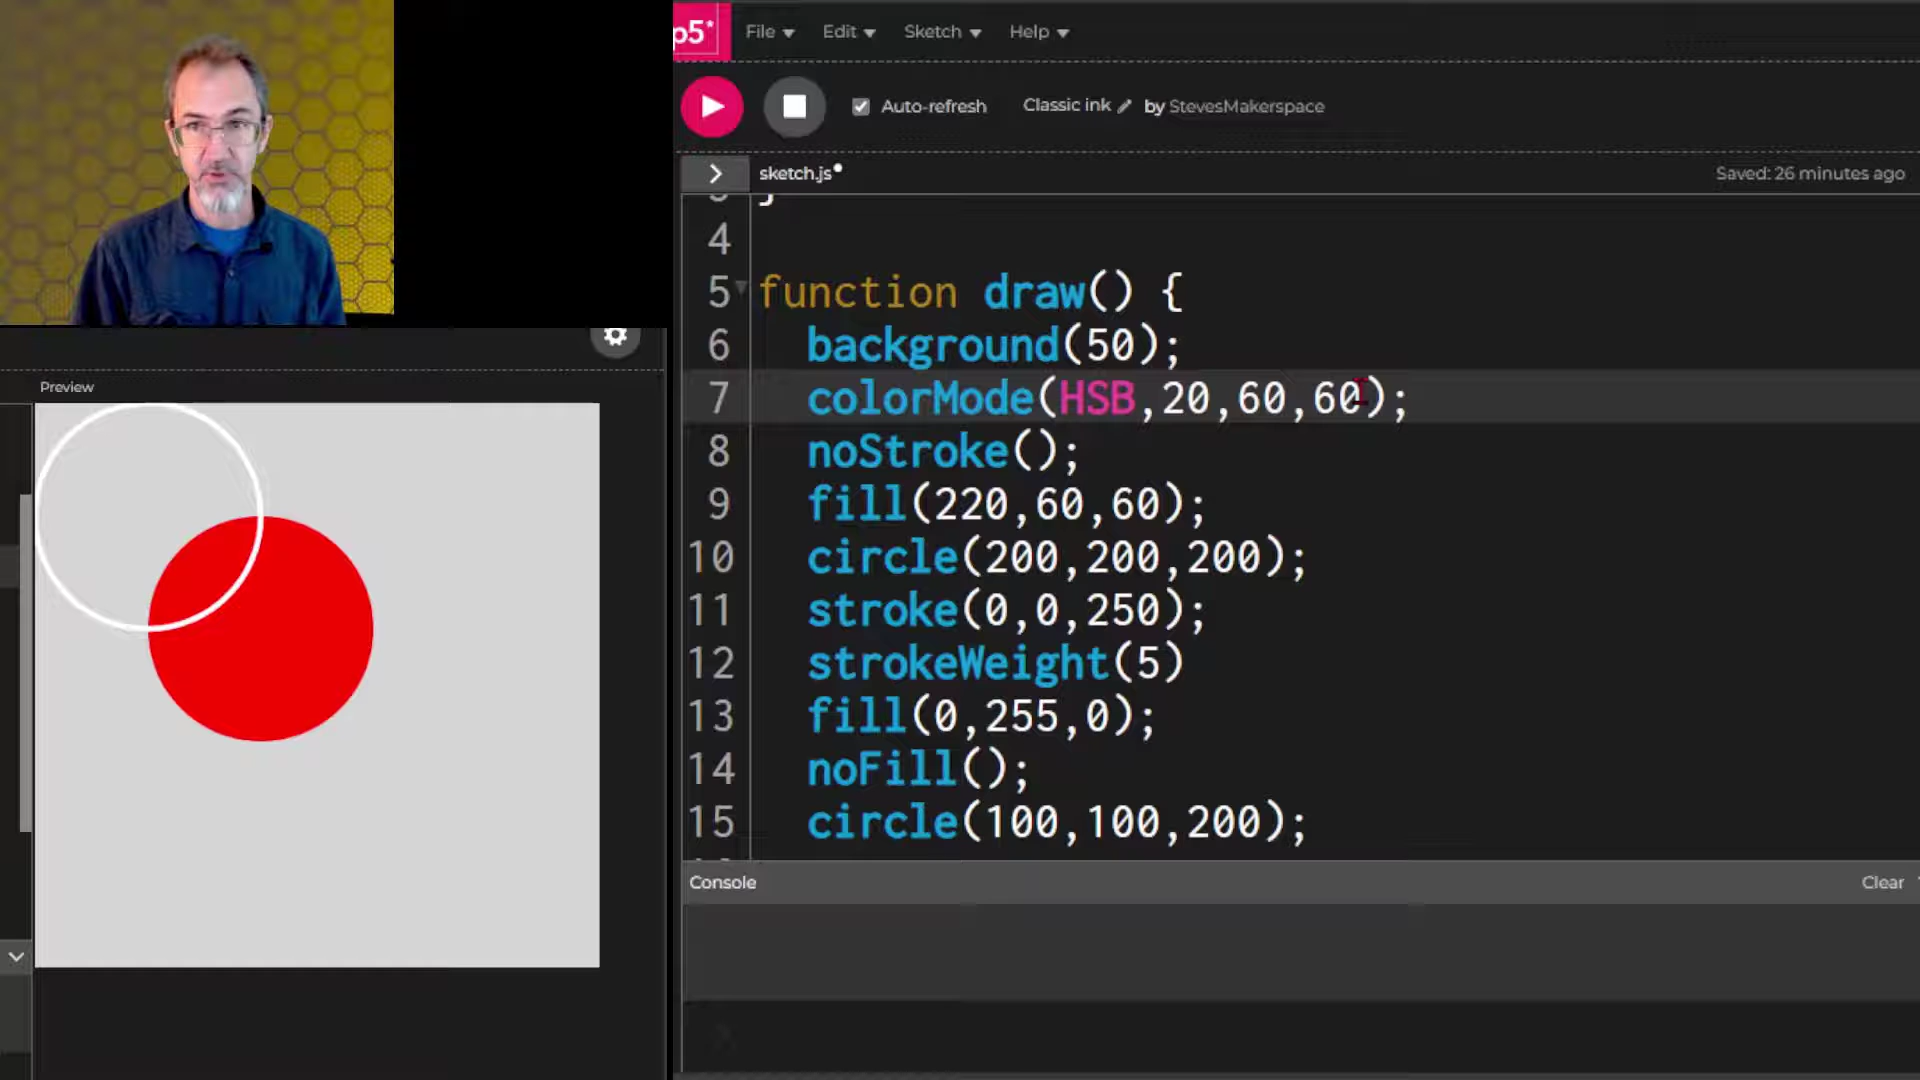 p5*
File Edit Sketch Help
Auto-refresh Classic ink by StevesMakerspace
sketch.js
Saved: 26 minutes ago
Preview
}
4
5 function draw() {
6 background(50);
7 colorMode(HSB,20,60,60);
8 noStroke();
9 fill(220,60,60);
10 circle(200,200,200);
11 stroke(0,0,250);
12 strokeWeight(5)
13 fill(0,255,0);
14 noFill();
15 circle(100,100,200);
Console
Clear